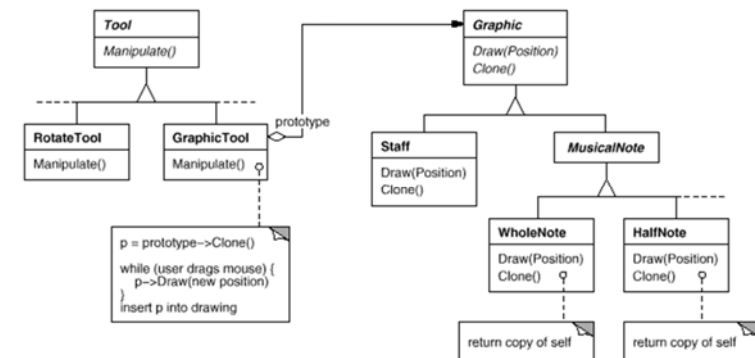 Tool
Manipulate()
Graphic
Draw(Position)
Clone()
prototype
RotateTool
Manipulate()
GraphicTool
Manipulate()
Staff
Draw(Position)
Clone()
MusicalNote
p = prototype–>Clone()
while (user drags mouse) {
p–>Draw(new position)
}
insert p into drawing
WholeNote
Draw(Position)
Clone()
HalfNote
Draw(Position)
Clone()
return copy of self
return copy of self